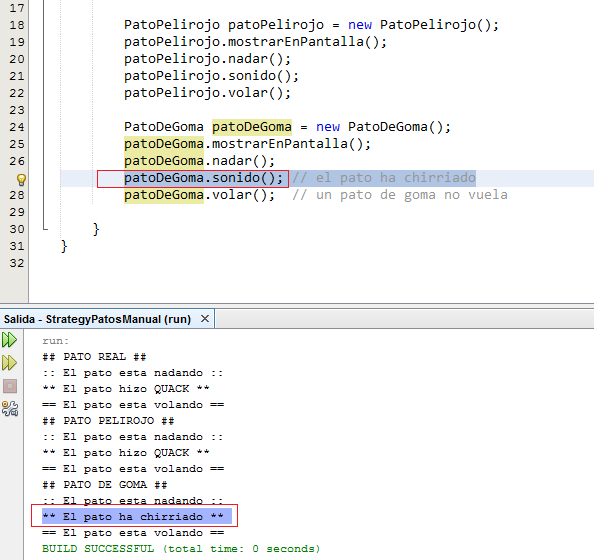 17
18 PatoPelirojo patoPelirojo = new PatoPelirojo();
19 patoPelirojo.mostrarEnPantalla();
20 patoPelirojo.nadar();
21 patoPelirojo.sonido();
22 patoPelirojo.volar();
23
24 PatoDeGoma patoDeGoma = new PatoDeGoma();
25 patoDeGoma.mostrarEnPantalla();
26 patoDeGoma.nadar();
patoDeGoma.sonido(); // el pato ha chirriado
28 patoDeGoma.volar(); // un pato de goma no vuela
29
30 }
31 }
32
Salida - StrategyPatosManual (run) ×
run:
## PATO REAL ##
:: El pato esta nadando ::
** El pato hizo QUACK **
== El pato esta volando ==
## PATO PELIROJO ##
:: El pato esta nadando ::
** El pato hizo QUACK **
== El pato esta volando ==
## PATO DE GOMA ##
:: El pato esta nadando ::
** El pato ha chirriado **
== El pato esta volando ==
BUILD SUCCESSFUL (total time: 0 seconds)